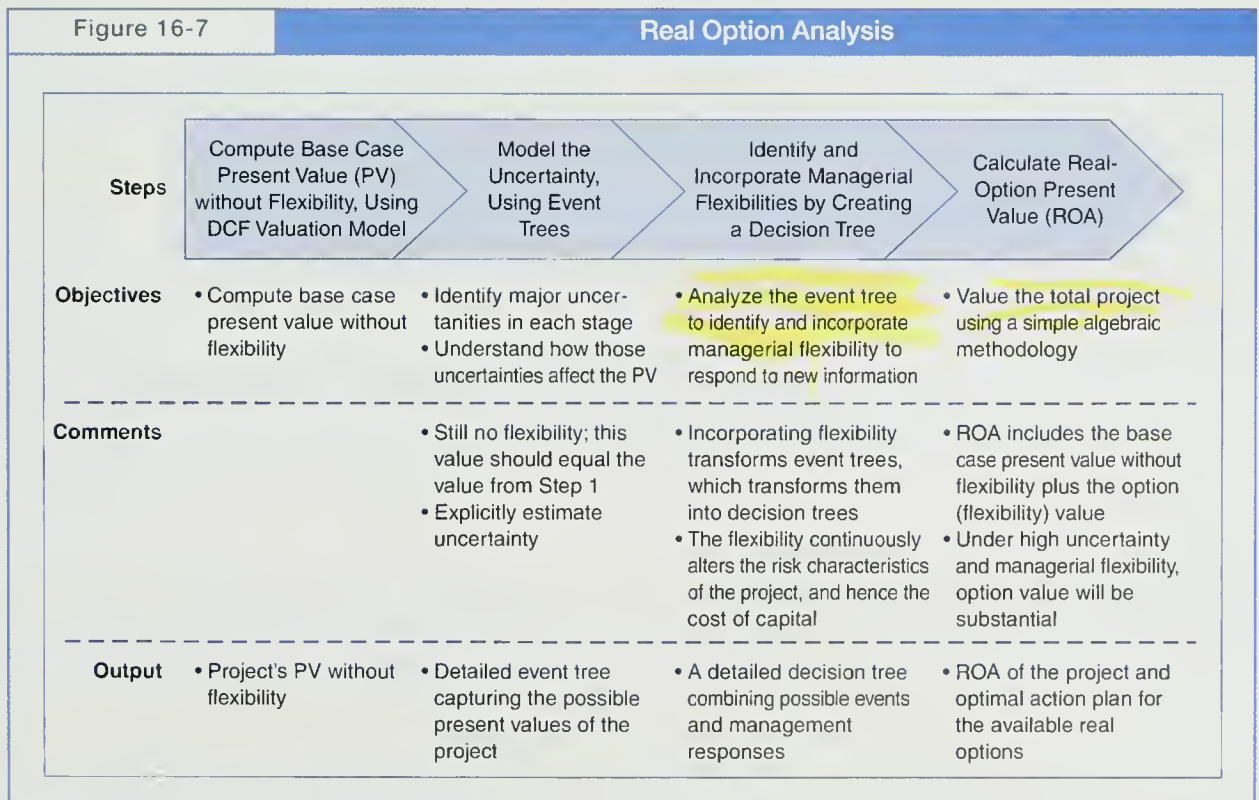 Figure 16-7
Real Option Analysis
Steps
Compute Base Case
Present Value (PV)
without Flexibility, Using
DCF Valuation Model
Model the
Uncertainty,
Using Event
Trees
Identify and
Incorporate Managerial
Flexibilities by Creating
a Decision Tree
Calculate Real-
Option Present
Value (ROA)
Objectives
• Compute base case
present value without
flexibility
• Identify major uncer-
tanities in each stage
• Understand how those
uncertainties affect the PV
• Analyze the event tree
to identify and incorporate
managerial flexibility to
respond to new information
• Value the total project
using a simple algebraic
methodology
Comments
• Still no flexibility; this
value should equal the
value from Step 1
• Explicitly estimate
uncertainty
• Incorporating flexibility
transforms event trees,
which transforms them
into decision trees
• The flexibility continuously
alters the risk characteristics
of the project, and hence the
cost of capital
• ROA includes the base
case present value without
flexibility plus the option
(flexibility) value
• Under high uncertainty
and managerial flexibility,
option value will be
substantial
Output
• Project's PV without
flexibility
• Detailed event tree
capturing the possible
present values of the
project
• A detailed decision tree
combining possible events
and management
responses
• ROA of the project and
optimal action plan for
the available real
options